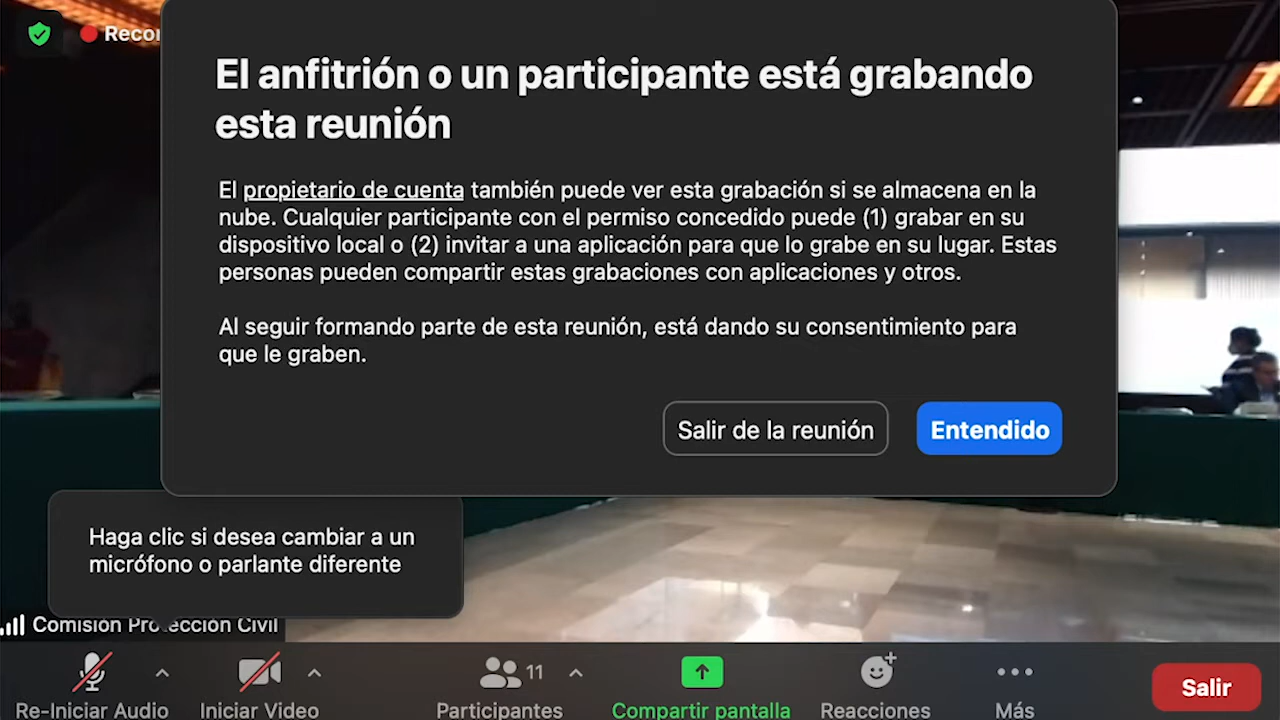 Recor
El anfitrión o un participante está grabando
esta reunión
El propietario de cuenta también puede ver esta grabación si se almacena en la
nube. Cualquier participante con el permiso concedido puede (1) grabar en su
dispositivo local o (2) invitar a una aplicación para que lo grabe en su lugar. Estas
personas pueden compartir estas grabaciones con aplicaciones y otros.
Al seguir formando parte de esta reunión, está dando su consentimiento para
que le graben.
Salir de la reunión
Entendido
Haga clic si desea cambiar a un
micrófono o parlante diferente
Comisión Protección Civil
11
Re-Iniciar Audio
Iniciar Video
Participantes
Compartir pantalla
Reacciones
Más
Salir